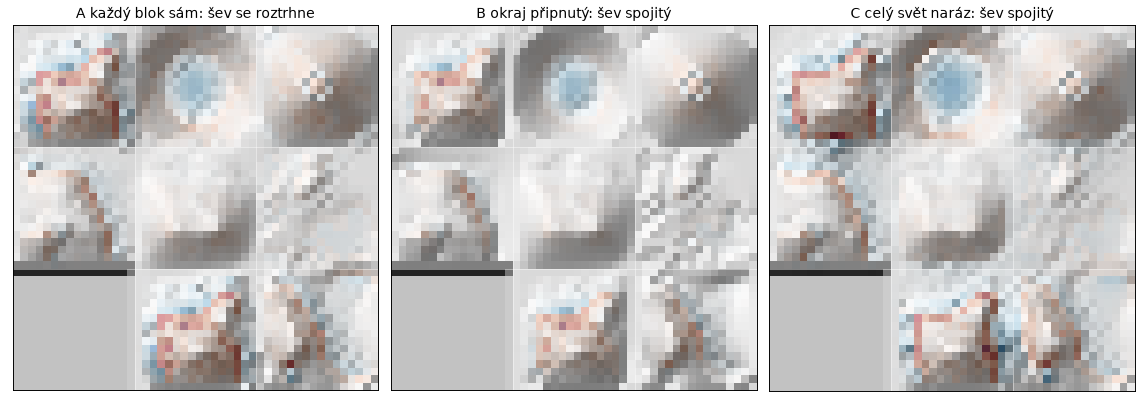 A každý blok sám: šev se roztrhne
B okraj připnutý: šev spojitý
C celý svět naráz: šev spojitý